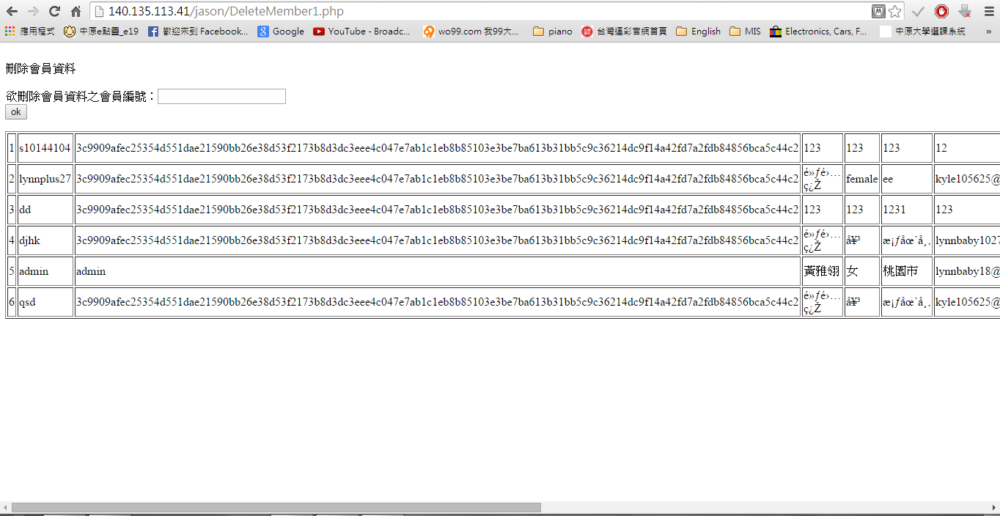 140.135.113.41/jason/DeleteMember1.php
應用程式 中原e點靈_e19 歡迎來到 Facebook... Google YouTube - Broadc... wo99.com 我99大... piano 台灣運彩官網首頁 English MIS Electronics, Cars, F... 中原大學選課系統 »
刪除會員資料
欲刪除會員資料之會員編號：
ok
1 s10144104 3c9909afec25354d551dae21590bb26e38d53f2173b8d3dc3eee4c047e7ab1c1eb8b85103e3be7ba613b31bb5c9c36214dc9f14a42fd7a2fdb84856bca5c44c2 123 123 123 12
2 lynnplus27 3c9909afec25354d551dae21590bb26e38d53f2173b8d3dc3eee4c047e7ab1c1eb8b85103e3be7ba613b31bb5c9c36214dc9f14a42fd7a2fdb84856bca5c44c2 é»ƒé›… female ee kyle105625@
ç¿Ž
3 dd 3c9909afec25354d551dae21590bb26e38d53f2173b8d3dc3eee4c047e7ab1c1eb8b85103e3be7ba613b31bb5c9c36214dc9f14a42fd7a2fdb84856bca5c44c2 123 123 1231 123
4 djhk 3c9909afec25354d551dae21590bb26e38d53f2173b8d3dc3eee4c047e7ab1c1eb8b85103e3be7ba613b31bb5c9c36214dc9f14a42fd7a2fdb84856bca5c44c2 é»ƒé›… å¥³ æ¡ƒåœ’å¸‚ lynnbaby1027
ç¿Ž
5 admin admin 黃雅翎 女 桃園市 lynnbaby18@
6 qsd 3c9909afec25354d551dae21590bb26e38d53f2173b8d3dc3eee4c047e7ab1c1eb8b85103e3be7ba613b31bb5c9c36214dc9f14a42fd7a2fdb84856bca5c44c2 é»ƒé›… å¥³ æ¡ƒåœ’å¸‚ kyle105625@
ç¿Ž